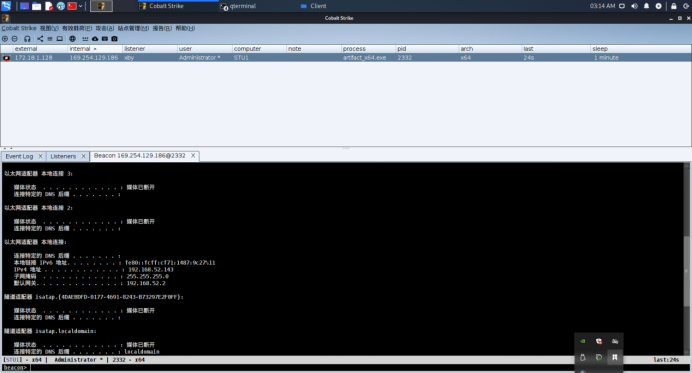 Cobalt Strike
qterminal
Client
03:14 AM
Cobalt Strike
Cobalt Strike 视图(V) 有效载荷(P) 攻击(A) 站点管理(M) 报告(R) 帮助(H)
external internal listener user computer note process pid arch last sleep
172.18.1.128 169.254.129.186 xby Administrator * STU1 artifact_x64.exe 2332 x64 24s 1 minute
Event Log X Listeners X Beacon 169.254.129.186@2332 X
以太网适配器 本地连接 3:
媒体状态 . . . . . . . . . . . . : 媒体已断开
连接特定的 DNS 后缀 . . . . . . . :
以太网适配器 本地连接 2:
媒体状态 . . . . . . . . . . . . : 媒体已断开
连接特定的 DNS 后缀 . . . . . . . :
以太网适配器 本地连接:
连接特定的 DNS 后缀 . . . . . . . :
本地链接 IPv6 地址. . . . . . . . : fe80::fcff:cf71:1487:9c27%11
IPv4 地址 . . . . . . . . . . . . : 192.168.52.143
子网掩码 . . . . . . . . . . . . : 255.255.255.0
默认网关. . . . . . . . . . . . . : 192.168.52.2
隧道适配器 isatap.{4DAEBDFD-0177-4691-8243-B73297E2F0FF}:
媒体状态 . . . . . . . . . . . . : 媒体已断开
连接特定的 DNS 后缀 . . . . . . . :
隧道适配器 isatap.localdomain:
媒体状态 . . . . . . . . . . . . : 媒体已断开
连接特定的 DNS 后缀 . . . . . . . : localdomain
[STU1] - x64 | Administrator * | 2332 - x64 last:24s
beacon>